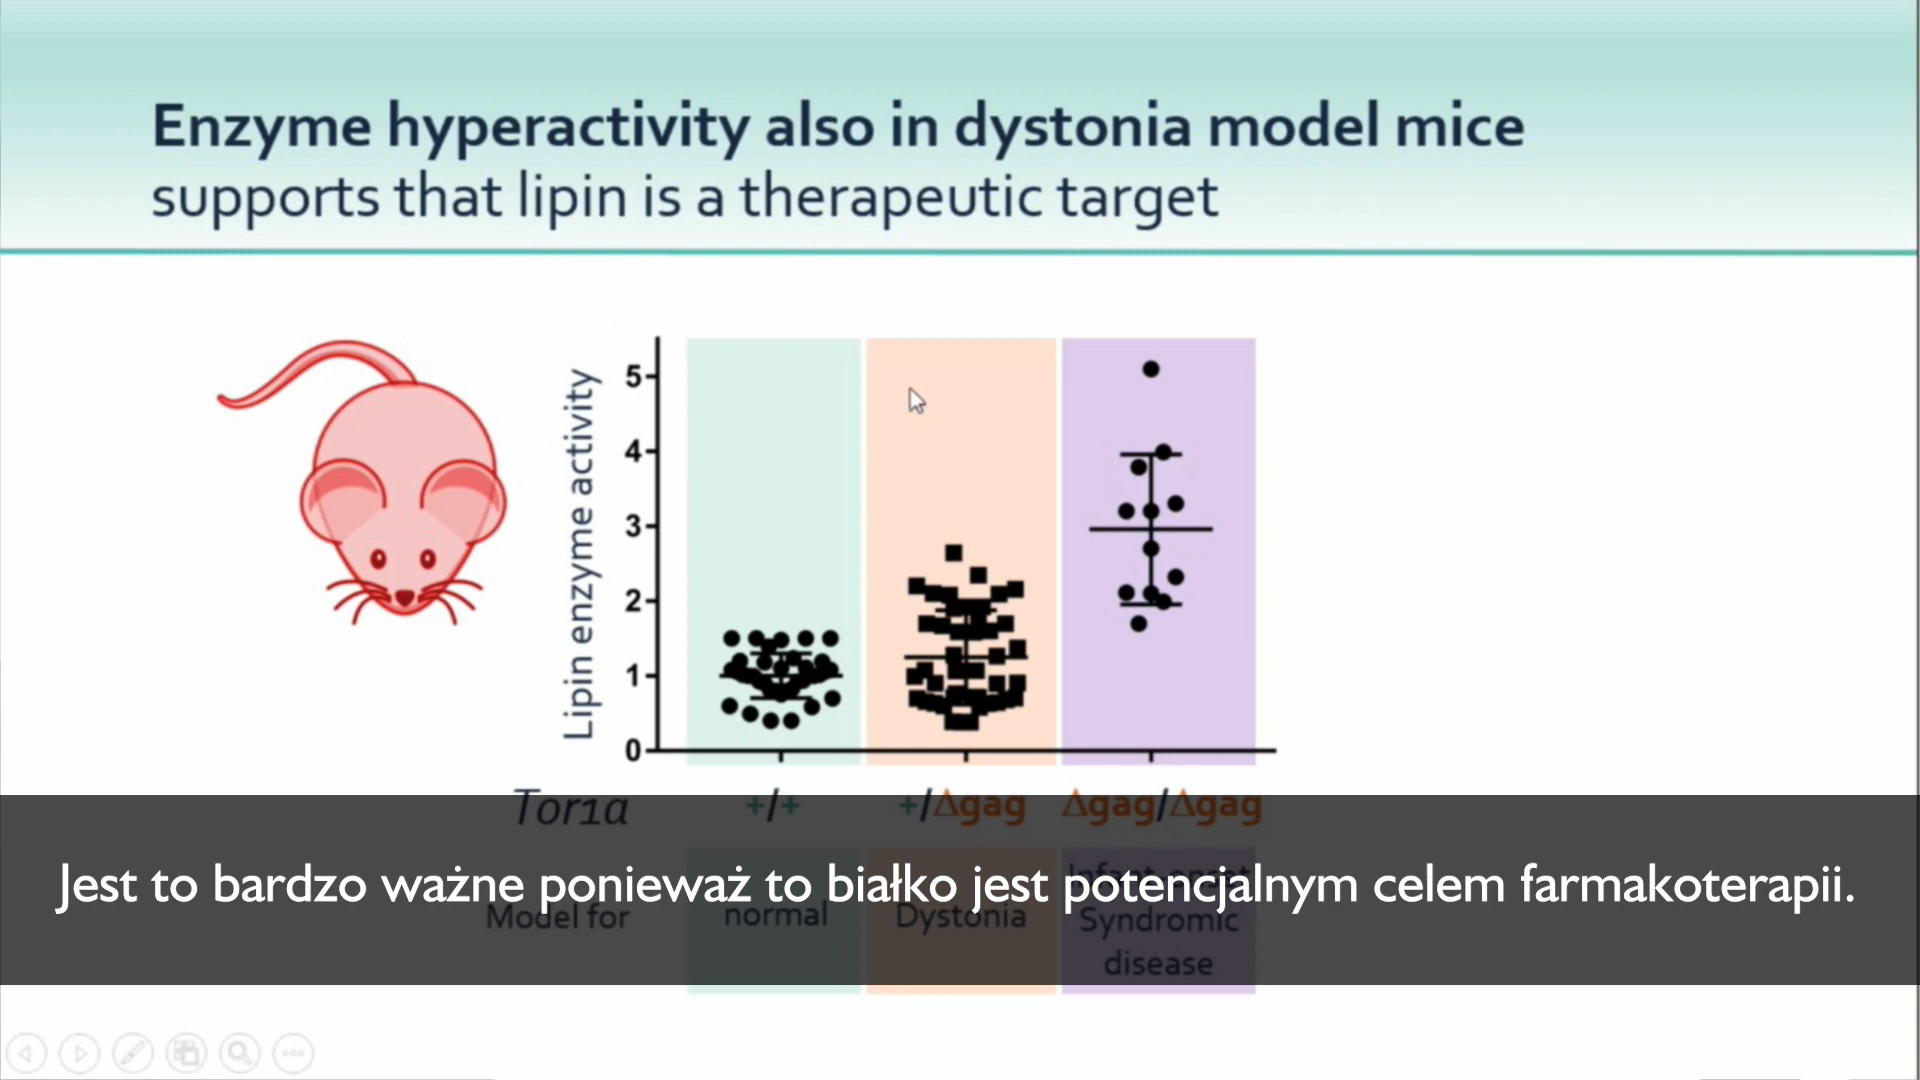 Enzyme hyperactivity also in dystonia model mice
supports that lipin is a therapeutic target
Lipin enzyme activity
5
4
3
2
1
0
Tor1a +/+ +/Δgag Δgag/Δgag
Model for normal Dystonia Infant-onset Syndromic disease
Jest to bardzo ważne ponieważ to białko jest potencjalnym celem farmakoterapii.